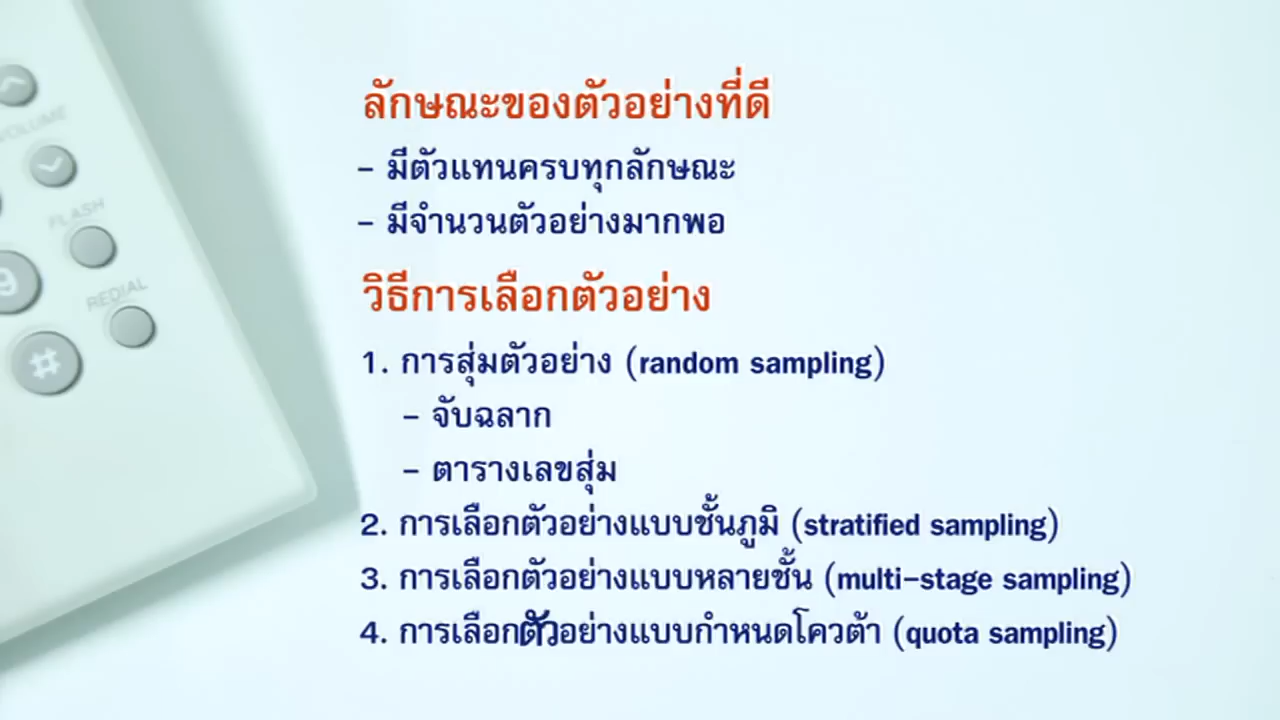 VOLUME
FLASH
9
REDIAL
#
ลักษณะของตัวอย่างที่ดี
- มีตัวแทนครบทุกลักษณะ
- มีจำนวนตัวอย่างมากพอ
วิธีการเลือกตัวอย่าง
1. การสุ่มตัวอย่าง (random sampling)
- จับฉลาก
- ตารางเลขสุ่ม
2. การเลือกตัวอย่างแบบชั้นภูมิ (stratified sampling)
3. การเลือกตัวอย่างแบบหลายชั้น (multi-stage sampling)
4. การเลือกตัวอย่างแบบกำหนดโควต้า (quota sampling)